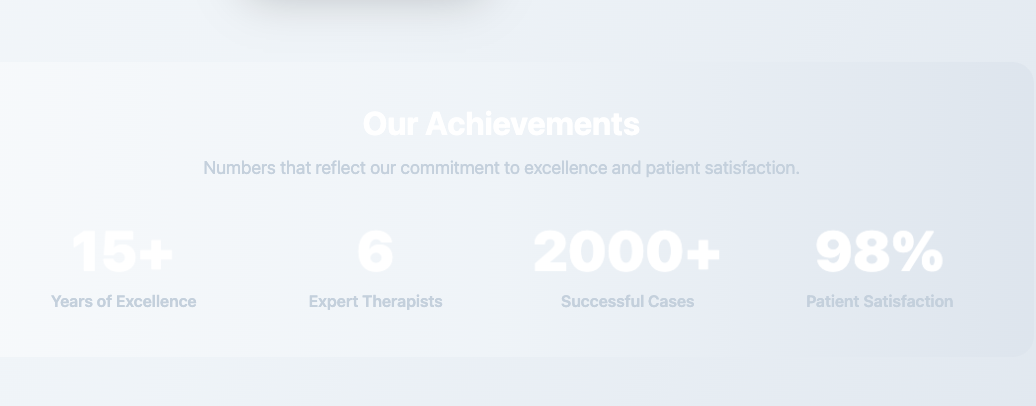 Our Achievements
Numbers that reflect our commitment to excellence and patient satisfaction.
15+ 6 2000+ 98%
Years of Excellence Expert Therapists Successful Cases Patient Satisfaction